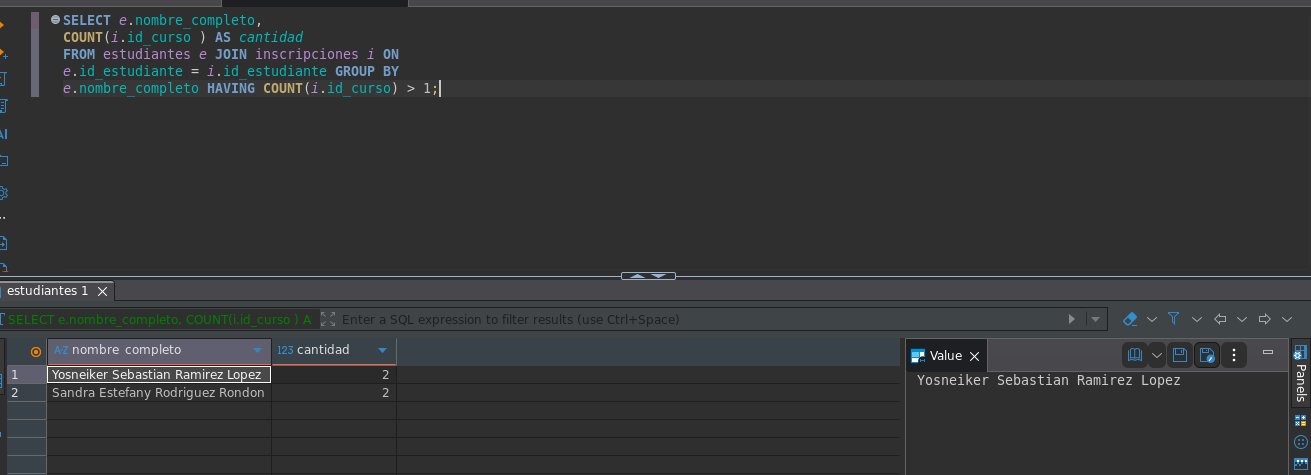 SELECT e.nombre_completo,
COUNT(i.id_curso ) AS cantidad
FROM estudiantes e JOIN inscripciones i ON
e.id_estudiante = i.id_estudiante GROUP BY
e.nombre_completo HAVING COUNT(i.id_curso) > 1;
AI
estudiantes 1
SELECT e.nombre_completo, COUNT(i.id_curso ) A
Enter a SQL expression to filter results (use Ctrl+Space)
A-Z nombre_completo
123 cantidad
1 Yosneiker Sebastian Ramirez Lopez 2
2 Sandra Estefany Rodriguez Rondon 2
Value
Yosneiker Sebastian Ramirez Lopez
Panels